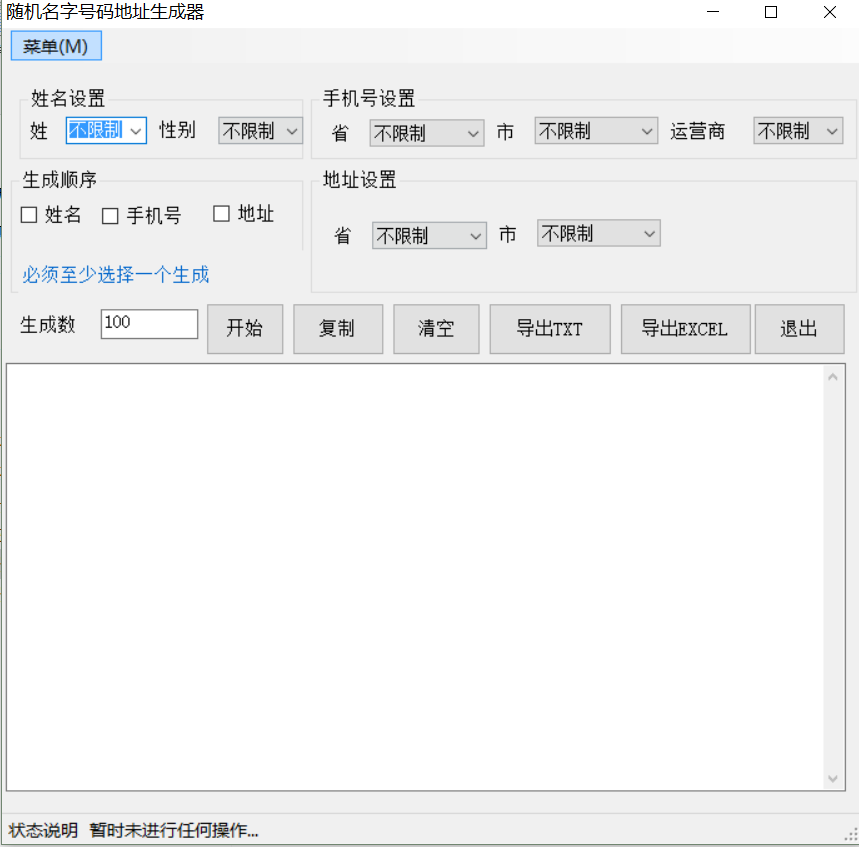 随机名字号码地址生成器
菜单(M)
姓名设置
姓 不限制 性别 不限制
手机号设置
省 不限制 市 不限制 运营商 不限制
生成顺序
姓名 手机号 地址
必须至少选择一个生成
地址设置
省 不限制 市 不限制
生成数 100 开始 复制 清空 导出TXT 导出EXCEL 退出
状态说明 暂时未进行任何操作...